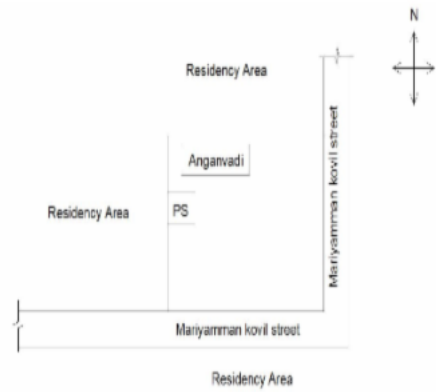 N
Residency Area
Mariyamman kovil street
Anganvadi
Residency Area
PS
Mariyamman kovil street
Residency Area